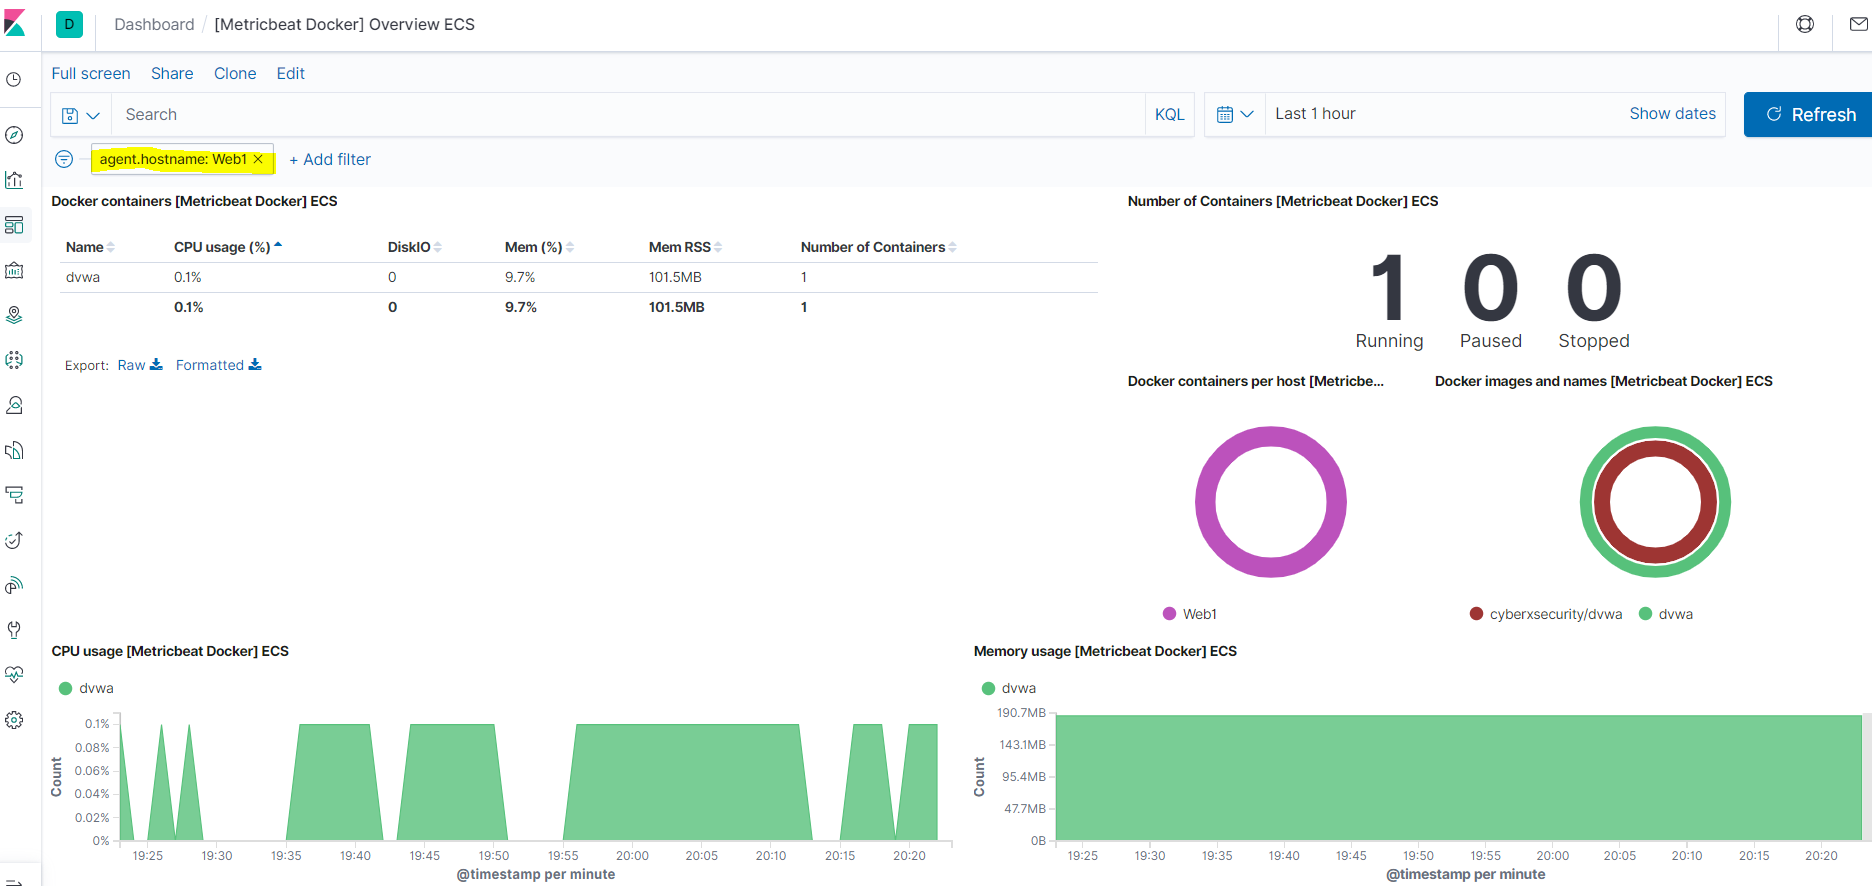 D Dashboard / [Metricbeat Docker] Overview ECS
Full screen Share Clone Edit
Search KQL Last 1 hour Show dates Refresh
agent.hostname: Web1 × + Add filter
Docker containers [Metricbeat Docker] ECS
Name CPU usage (%) DiskIO Mem (%) Mem RSS Number of Containers
dvwa 0.1% 0 9.7% 101.5MB 1
0.1% 0 9.7% 101.5MB 1
Export: Raw Formatted
Number of Containers [Metricbeat Docker] ECS
1 0 0
Running Paused Stopped
Docker containers per host [Metricbe...
Web1
Docker images and names [Metricbeat Docker] ECS
cyberxsecurity/dvwa dvwa
CPU usage [Metricbeat Docker] ECS
dvwa
0.1%
0.08%
0.06%
0.04%
0.02%
0%
Count
19:25 19:30 19:35 19:40 19:45 19:50 19:55 20:00 20:05 20:10 20:15 20:20
@timestamp per minute
Memory usage [Metricbeat Docker] ECS
dvwa
190.7MB
143.1MB
95.4MB
47.7MB
0B
Count
19:25 19:30 19:35 19:40 19:45 19:50 19:55 20:00 20:05 20:10 20:15 20:20
@timestamp per minute